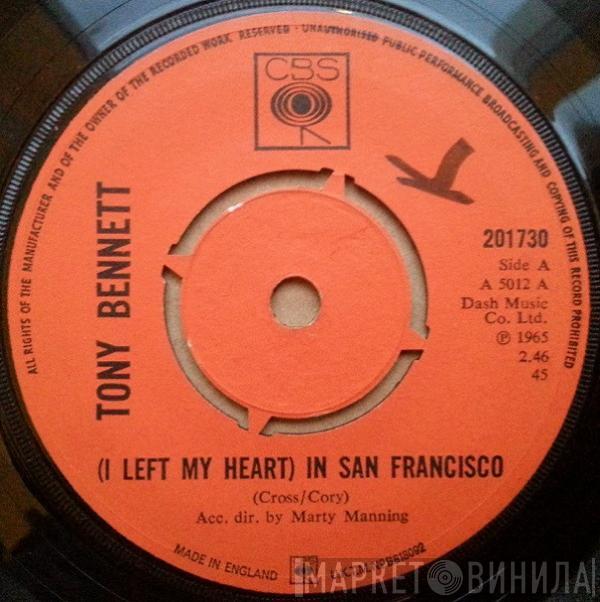 ALL RIGHTS OF THE MANUFACTURER AND OF THE OWNER OF THE RECORDED WORK RESERVED - UNAUTHORISED PUBLIC PERFORMANCE BROADCASTING AND COPYING OF THIS RECORD PROHIBITED
CBS
TONY BENNETT
201730
Side A
A 5012 A
Dash Music
Co. Ltd.
℗ 1965
2.46
45
(I LEFT MY HEART) IN SAN FRANCISCO
(Cross/Cory)
Acc. dir. by Marty Manning
MADE IN ENGLAND
МАРКЕТ ВИНИЛА